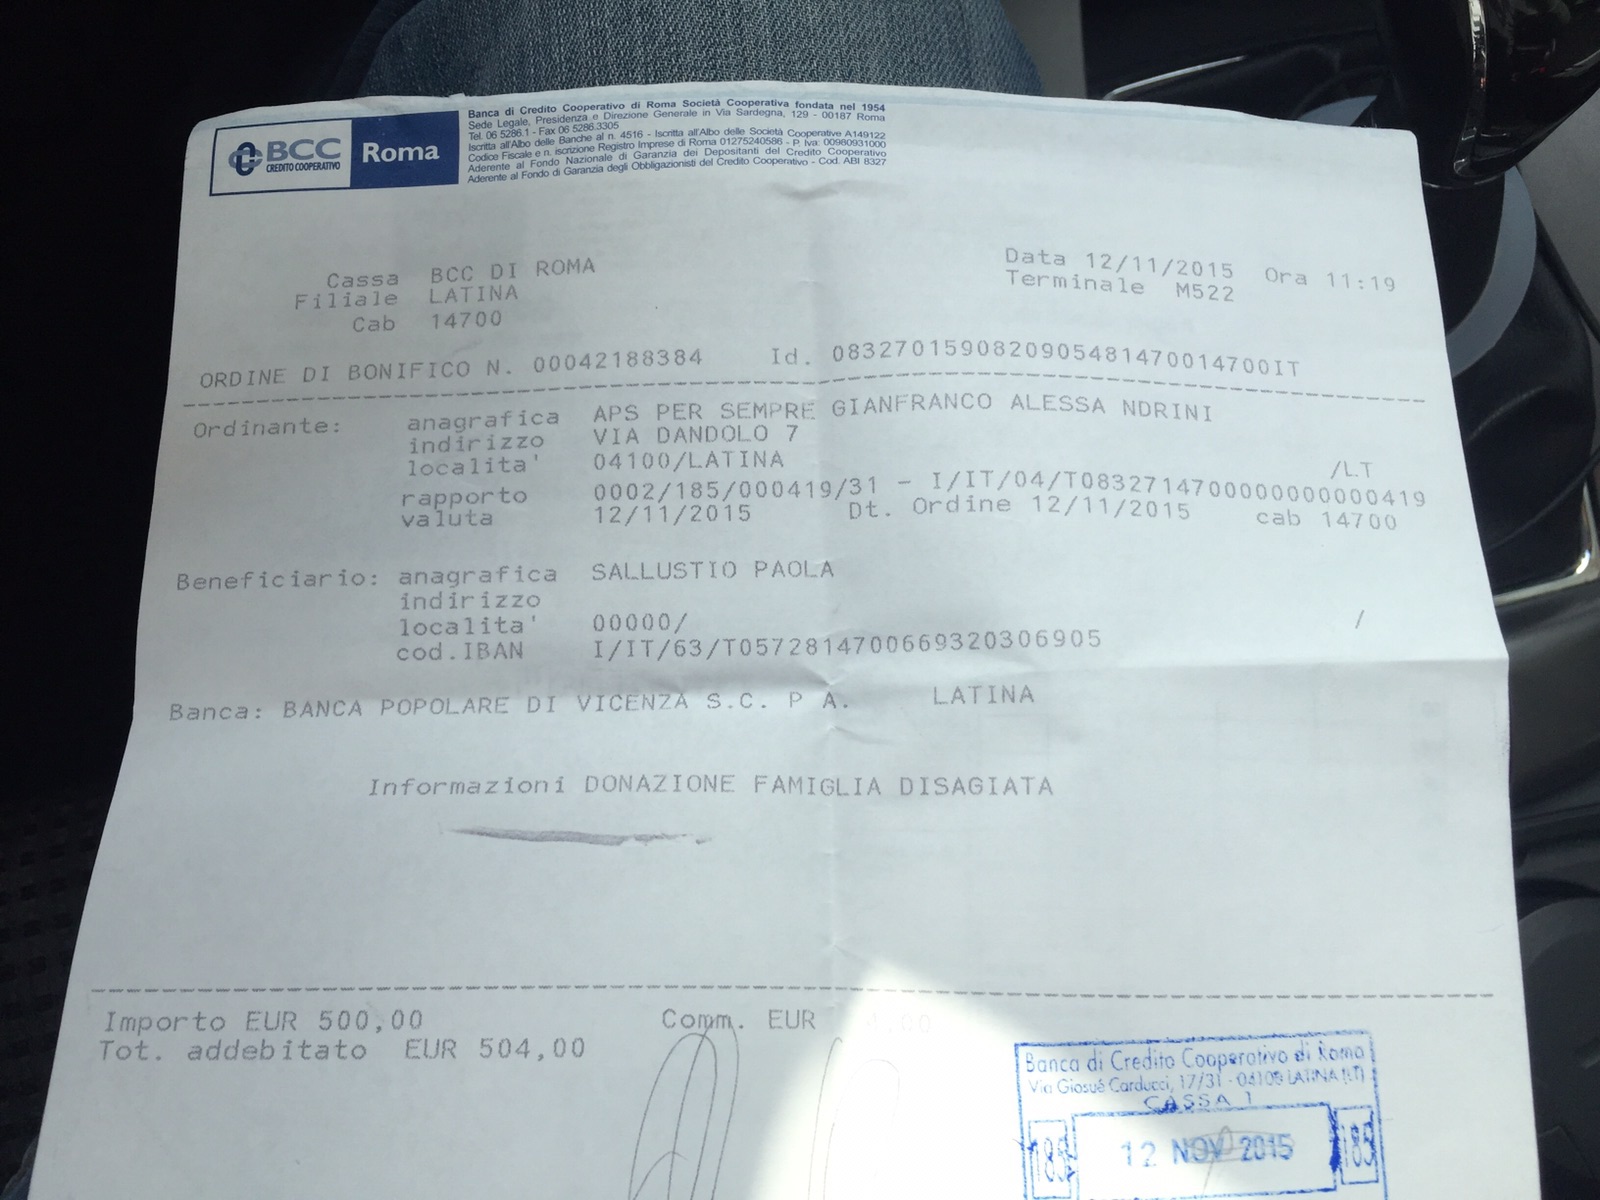 BCC CREDITO COOPERATIVO Roma
Banca di Credito Cooperativo di Roma Società Cooperativa fondata nel 1954
Sede Legale, Presidenza e Direzione Generale in Via Sardegna, 129 - 00187 Roma
Tel. 06 5286.1 - Fax 06 5286.3305
Iscritta all'Albo delle Banche al n. 4516 - Iscritta all'Albo delle Società Cooperative A149122
Codice Fiscale e n. iscrizione Registro Imprese di Roma 01275240586 - P. Iva: 00980931000
Aderente al Fondo Nazionale di Garanzia dei Depositanti del Credito Cooperativo
Aderente al Fondo di Garanzia degli Obbligazionisti del Credito Cooperativo - Cod. ABI 8327
Cassa BCC DI ROMA Data 12/11/2015 Ora 11:19
Filiale LATINA Terminale M522
Cab 14700
ORDINE DI BONIFICO N. 00042188384 Id. 0832701590820905481470014700IT
Ordinante: anagrafica APS PER SEMPRE GIANFRANCO ALESSA NDRINI
indirizzo VIA DANDOLO 7
localita' 04100/LATINA /LT
rapporto 0002/185/000419/31 - I/IT/04/T0832714700000000000419
valuta 12/11/2015 Dt. Ordine 12/11/2015 cab 14700
Beneficiario: anagrafica SALLUSTIO PAOLA
indirizzo
localita' 00000/ /
cod.IBAN I/IT/63/T0572814700669320306905
Banca: BANCA POPOLARE DI VICENZA S.C. P A. LATINA
Informazioni DONAZIONE FAMIGLIA DISAGIATA
Importo EUR 500,00 Comm. EUR
Tot. addebitato EUR 504,00
Banca di Credito Cooperativo di Roma
Via Giosué Carducci, 17/31 - 04100 LATINA (LT)
CASSA 1
185 12 NOV 2015 185